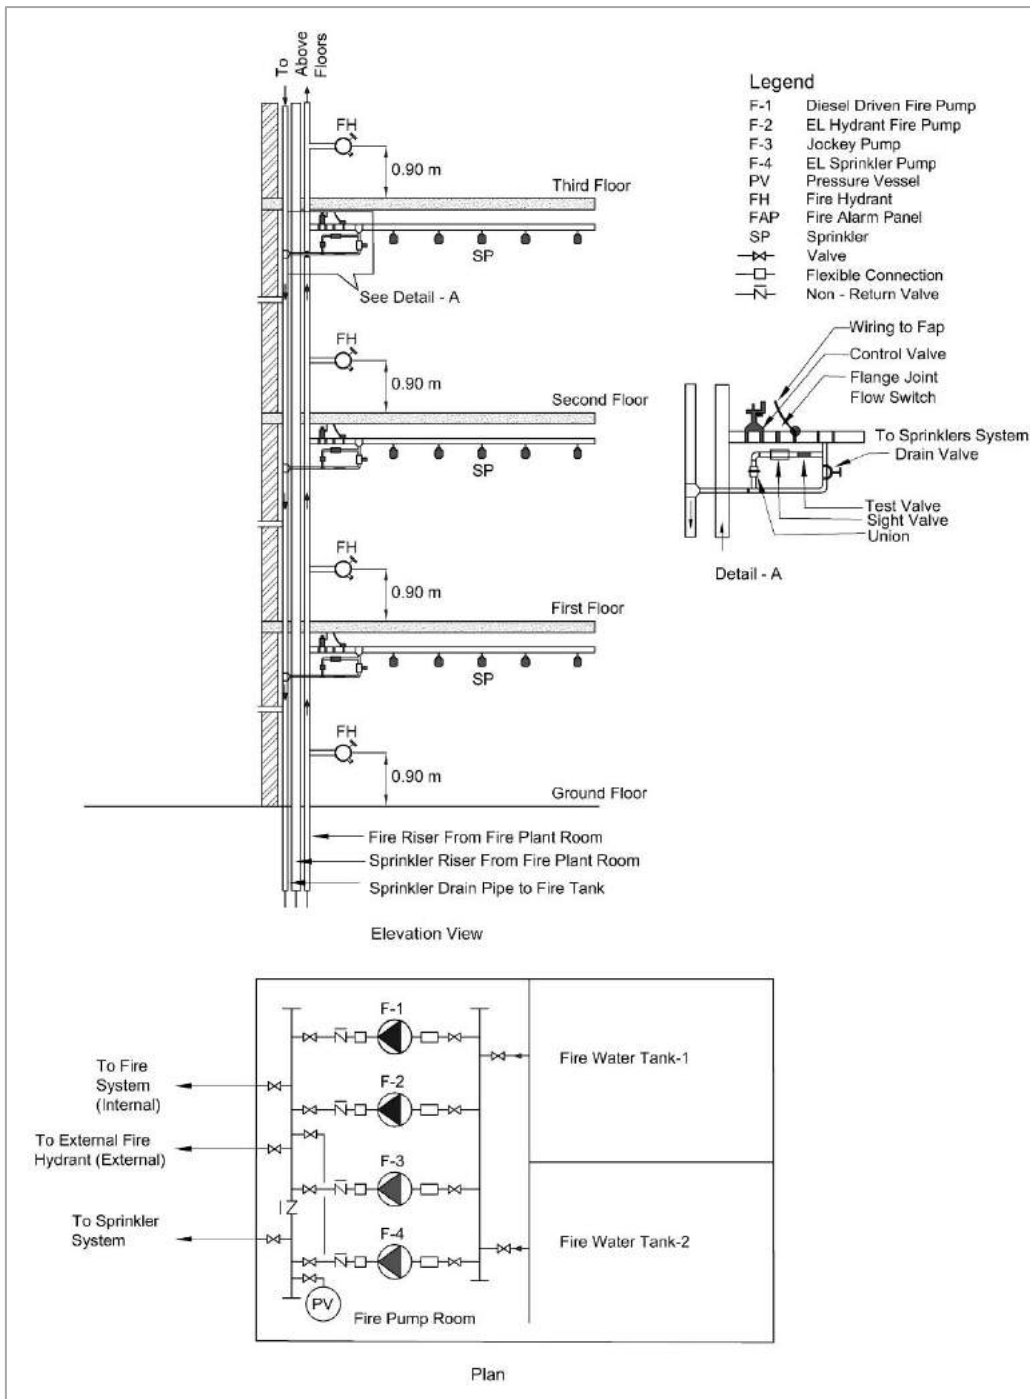 To
Above
Floors
FH
0.90 m
Third Floor
SP
See Detail - A
FH
0.90 m
Second Floor
SP
FH
0.90 m
First Floor
SP
FH
0.90 m
Ground Floor
Fire Riser From Fire Plant Room
Sprinkler Riser From Fire Plant Room
Sprinkler Drain Pipe to Fire Tank
Elevation View
Legend
F-1 Diesel Driven Fire Pump
F-2 EL Hydrant Fire Pump
F-3 Jockey Pump
F-4 EL Sprinkler Pump
PV Pressure Vessel
FH Fire Hydrant
FAP Fire Alarm Panel
SP Sprinkler
Valve
Flexible Connection
Non - Return Valve
Wiring to Fap
Control Valve
Flange Joint
Flow Switch
To Sprinklers System
Drain Valve
Test Valve
Sight Valve
Union
Detail - A
F-1
F-2
F-3
F-4
To Fire
System
(Internal)
To External Fire
Hydrant (External)
To Sprinkler
System
PV
Fire Pump Room
Fire Water Tank-1
Fire Water Tank-2
Plan